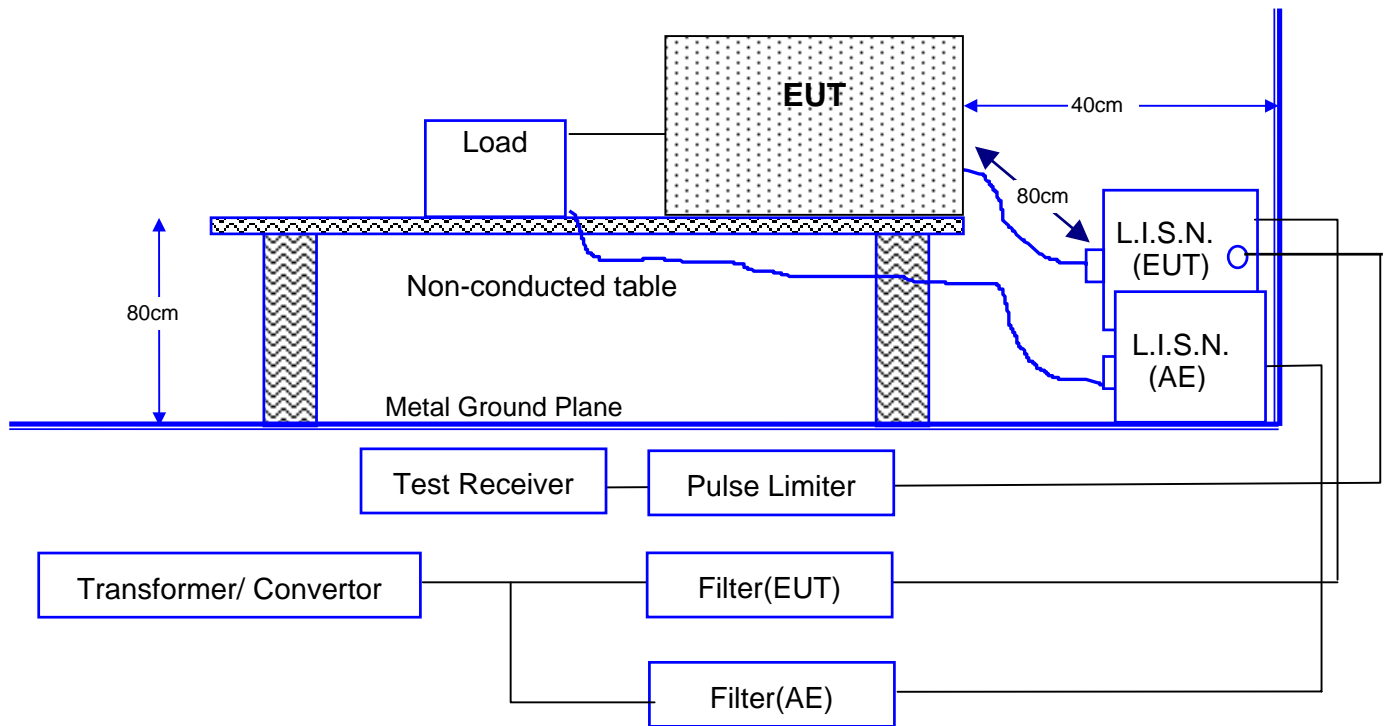 EUT
40cm
Load
80cm
L.I.S.N.
(EUT)
Non-conducted table
80cm
L.I.S.N.
(AE)
Metal Ground Plane
Test Receiver
Pulse Limiter
Transformer/ Convertor
Filter(EUT)
Filter(AE)